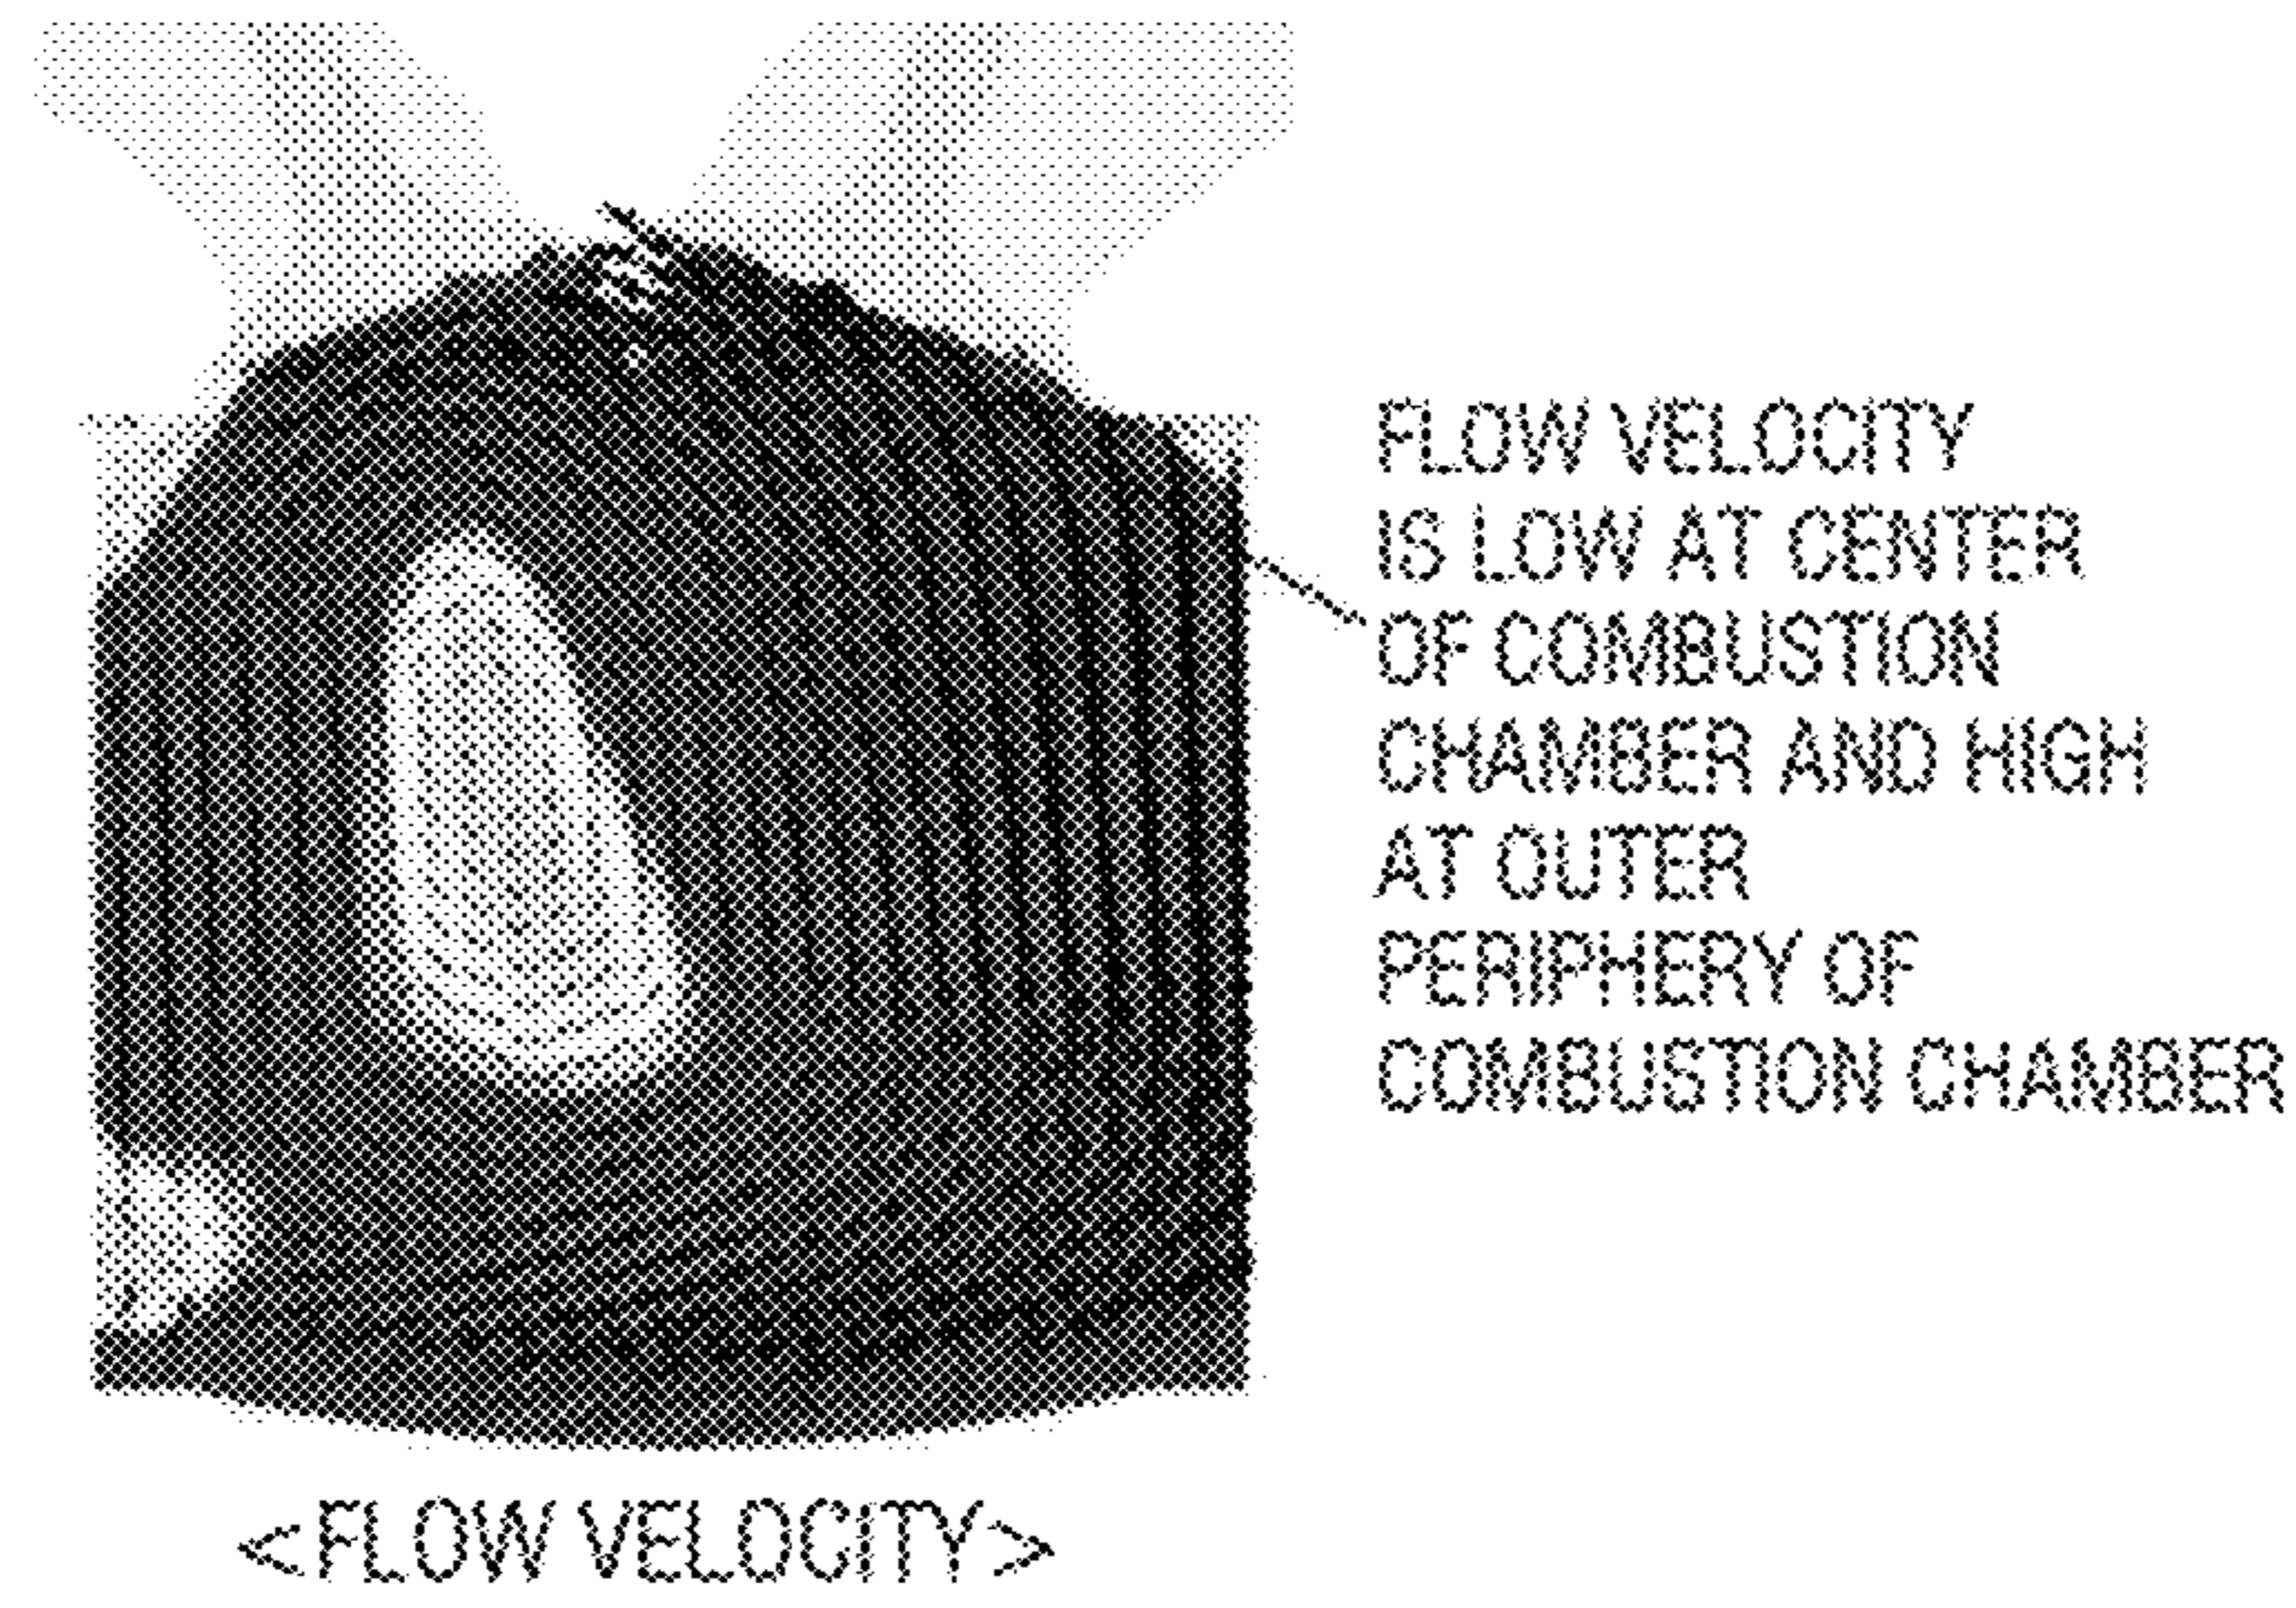 FLOW VELOCITY
IS LOW AT CENTER
OF COMBUSTION
CHAMBER AND HIGH
AT OUTER
PERIPHERY OF
COMBUSTION CHAMBER
<FLOW VELOCITY>